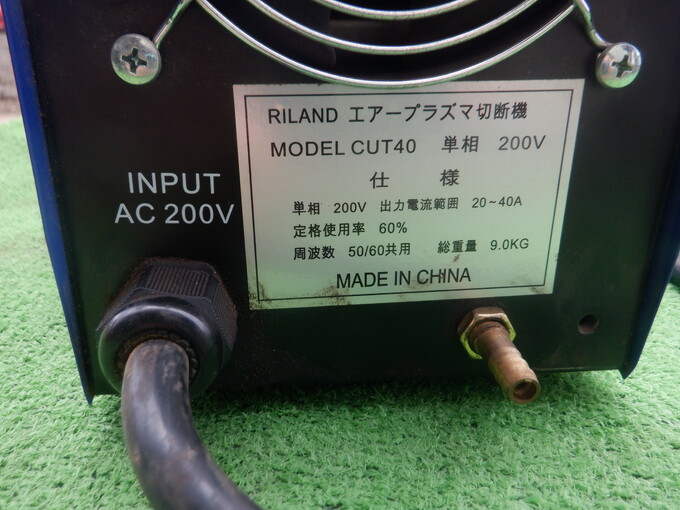 RILAND エアープラズマ切断機
MODEL CUT40 単相 200V
仕 様
単相 200V 出力電流範囲 20~40A
定格使用率 60%
周波数 50/60共用 総重量 9.0KG
MADE IN CHINA
INPUT
AC 200V